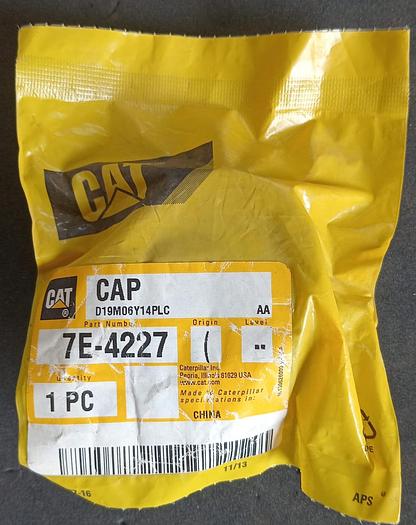 CAT
CAT
®
CAP
D19M06Y14PLC AA
Part Number Origin Level
7E-4227 ( --
Caterpillar Inc.
Peoria, Illinois 61629 USA
www.cat.com
Quantity
1 PC
Made to Caterpillar
specifications In:
CHINA
11/13
APS